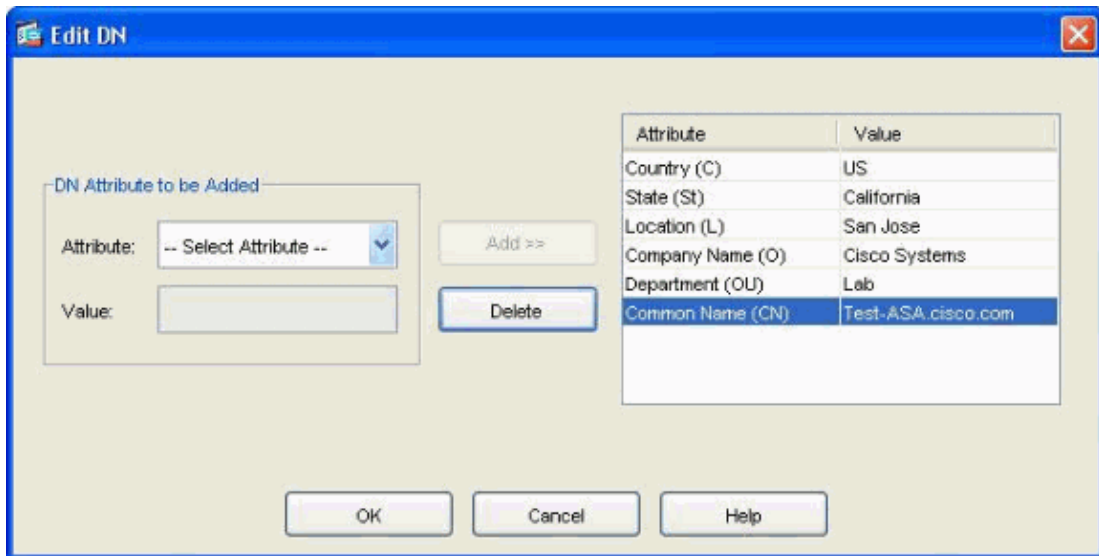 Edit DN
DN Attribute to be Added
Attribute: -- Select Attribute --
Value:
Add >>
Delete
Attribute Value
Country (C) US
State (St) California
Location (L) San Jose
Company Name (O) Cisco Systems
Department (OU) Lab
Common Name (CN) Test-ASA.cisco.com
OK Cancel Help